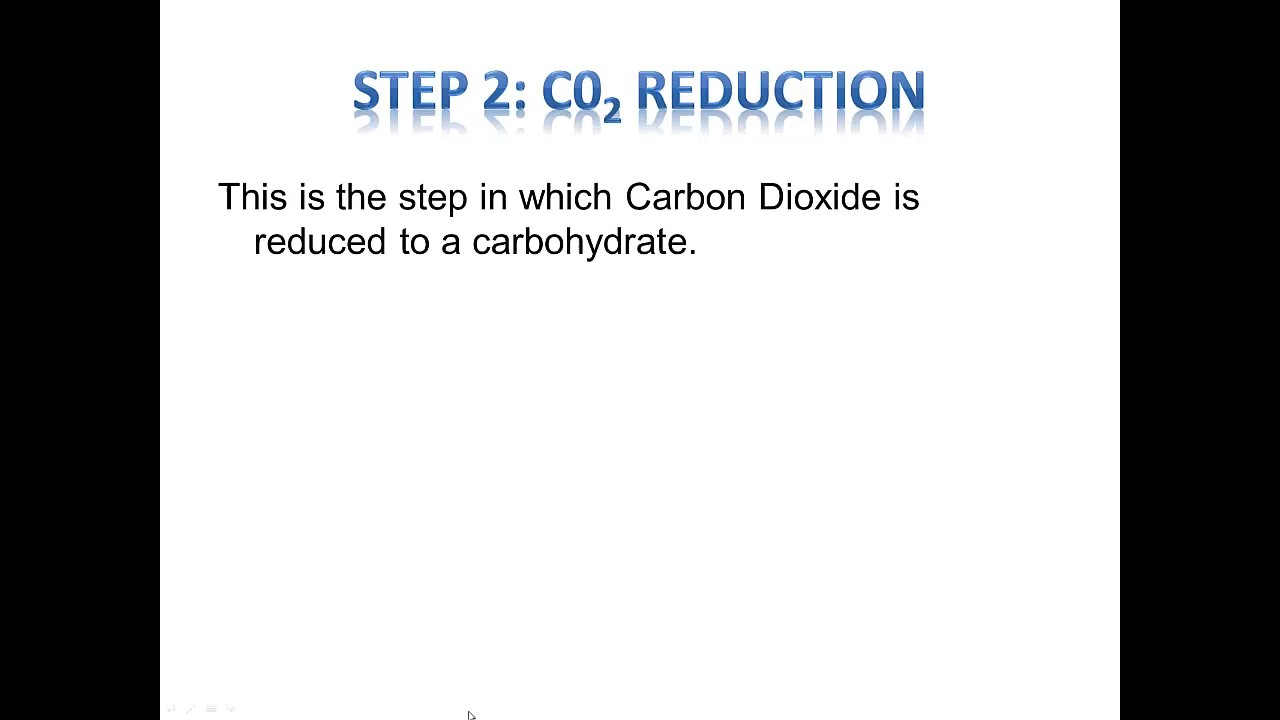 STEP 2: C0₂ REDUCTION
This is the step in which Carbon Dioxide is
reduced to a carbohydrate.